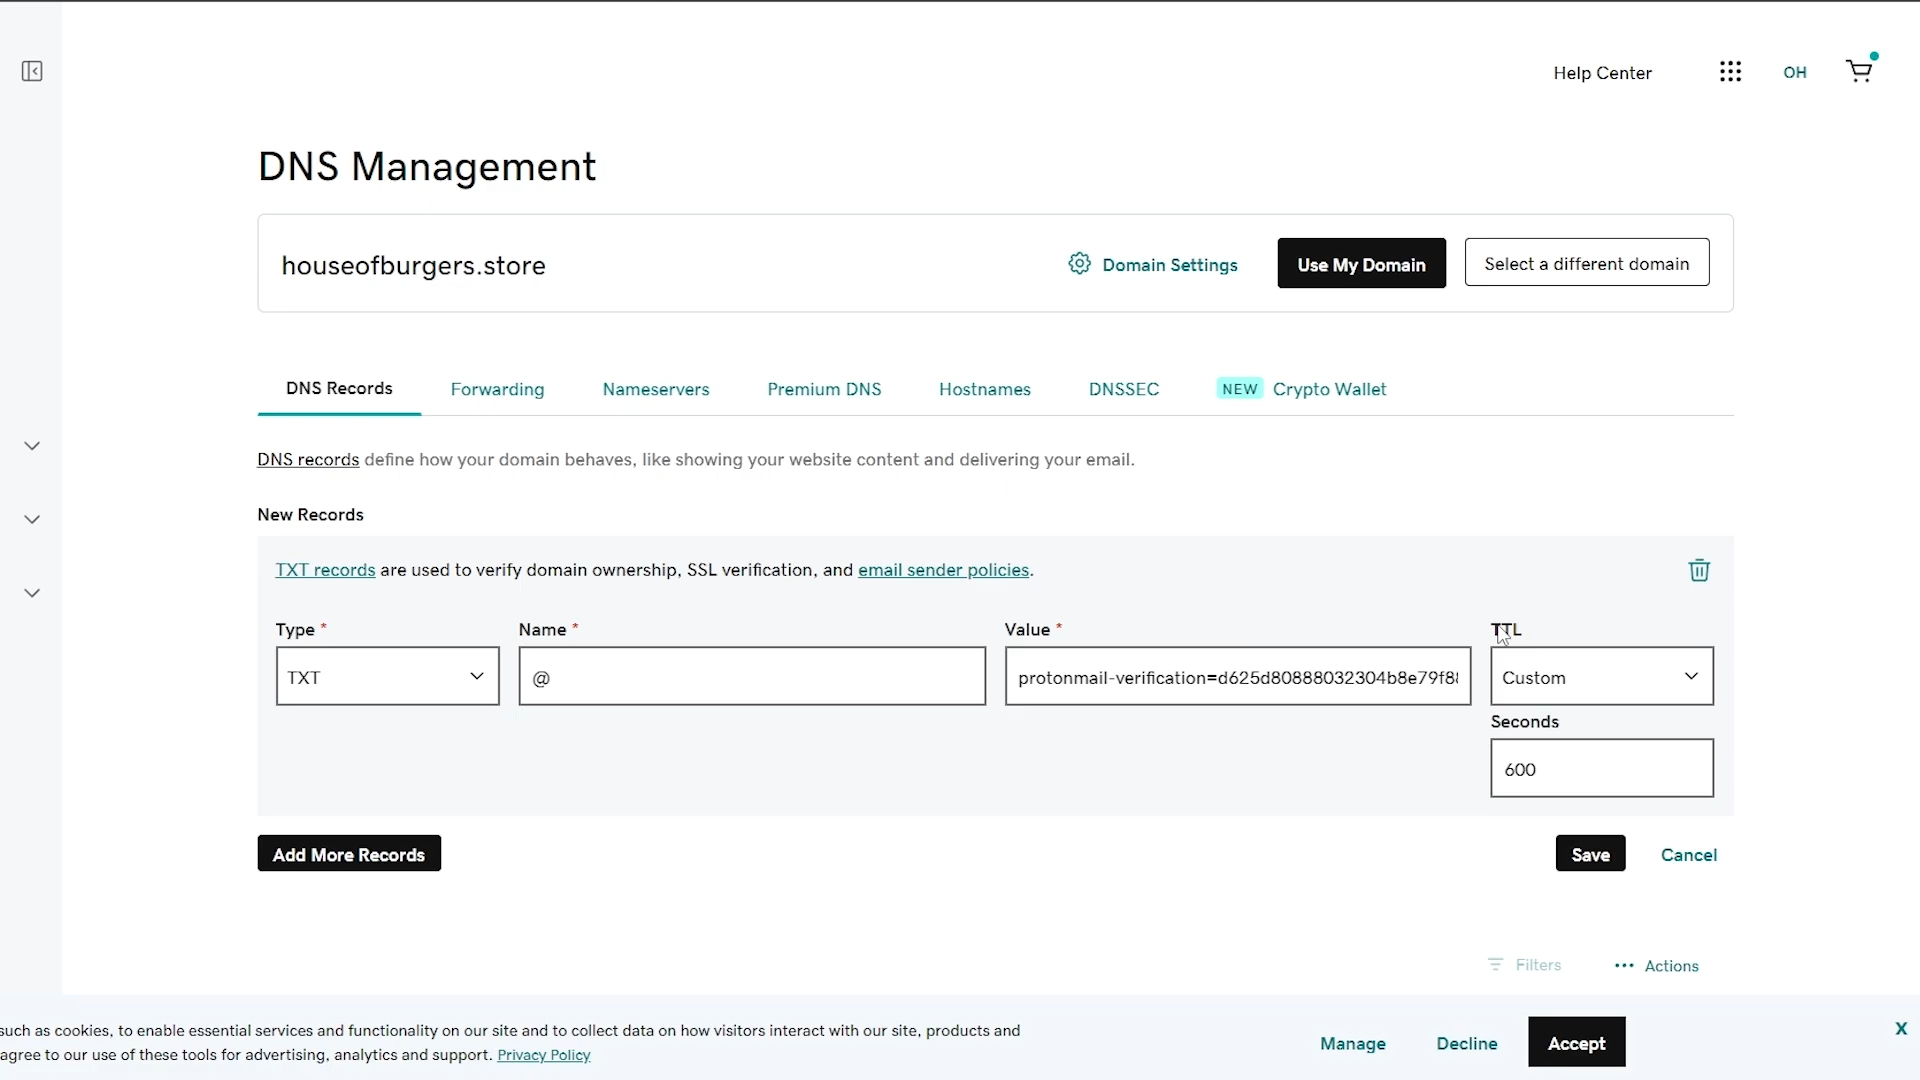 Help Center
OH
DNS Management
houseofburgers.store
Domain Settings
Use My Domain
Select a different domain
DNS Records
Forwarding
Nameservers
Premium DNS
Hostnames
DNSSEC
NEW Crypto Wallet
DNS records define how your domain behaves, like showing your website content and delivering your email.
New Records
TXT records are used to verify domain ownership, SSL verification, and email sender policies.
Type *
Name *
Value *
TTL
TXT
@
protonmail-verification=d625d80888032304b8e79f8
Custom
Seconds
600
Add More Records
Save
Cancel
Filters
Actions
such as cookies, to enable essential services and functionality on our site and to collect data on how visitors interact with our site, products and
agree to our use of these tools for advertising, analytics and support. Privacy Policy
Manage
Decline
Accept
X